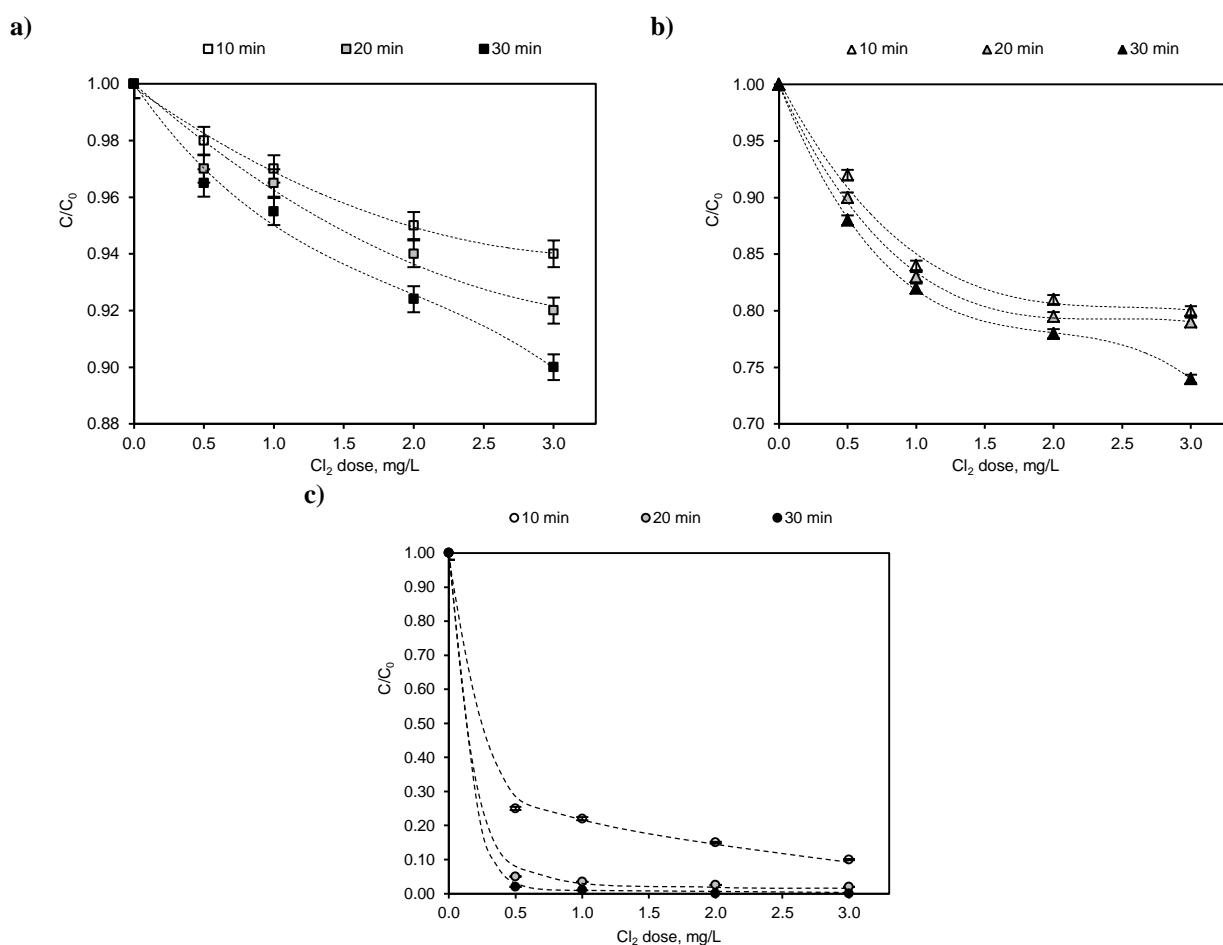 a)
10 min 20 min 30 min
1.00
0.98
0.96
0.94
0.92
0.90
0.88
C/C0
0.0 0.5 1.0 1.5 2.0 2.5 3.0
Cl2 dose, mg/L
b)
10 min 20 min 30 min
1.00
0.95
0.90
0.85
0.80
0.75
0.70
C/C0
0.0 0.5 1.0 1.5 2.0 2.5 3.0
Cl2 dose, mg/L
c)
10 min 20 min 30 min
1.00
0.90
0.80
0.70
0.60
0.50
0.40
0.30
0.20
0.10
0.00
C/C0
0.0 0.5 1.0 1.5 2.0 2.5 3.0
Cl2 dose, mg/L